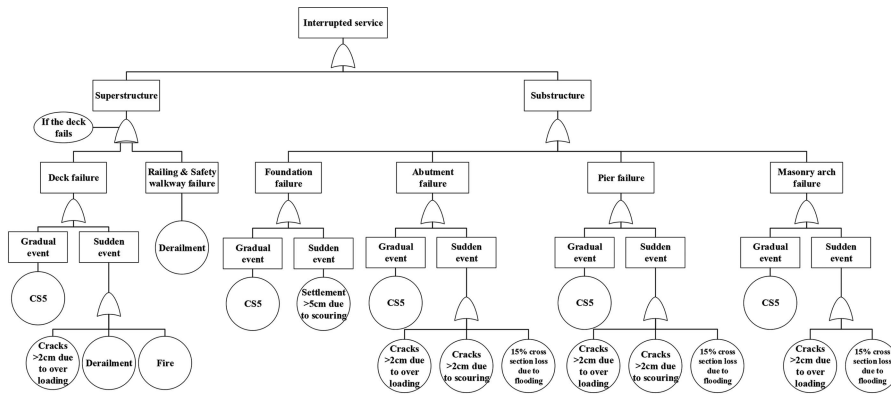 Interrupted service
Superstructure
Substructure
If the deck
fails
Deck failure
Railing & Safety
walkway failure
Foundation
failure
Abutment
failure
Pier failure
Masonry arch
failure
Gradual
event
Sudden
event
Derailment
Gradual
event
Sudden
event
Gradual
event
Sudden
event
Gradual
event
Sudden
event
Gradual
event
Sudden
event
CS5
CS5
Settlement
>5cm due
to scouring
CS5
CS5
CS5
Cracks
>2cm due
to over
loading
Derailment
Fire
Cracks
>2cm due to
over
loading
Cracks
>2cm due
to scouring
15% cross
section loss
due to
flooding
Cracks
>2cm due to
over
loading
Cracks
>2cm due
to scouring
15% cross
section loss
due to
flooding
Cracks
>2cm due to
over
loading
15% cross
section loss
due to
flooding